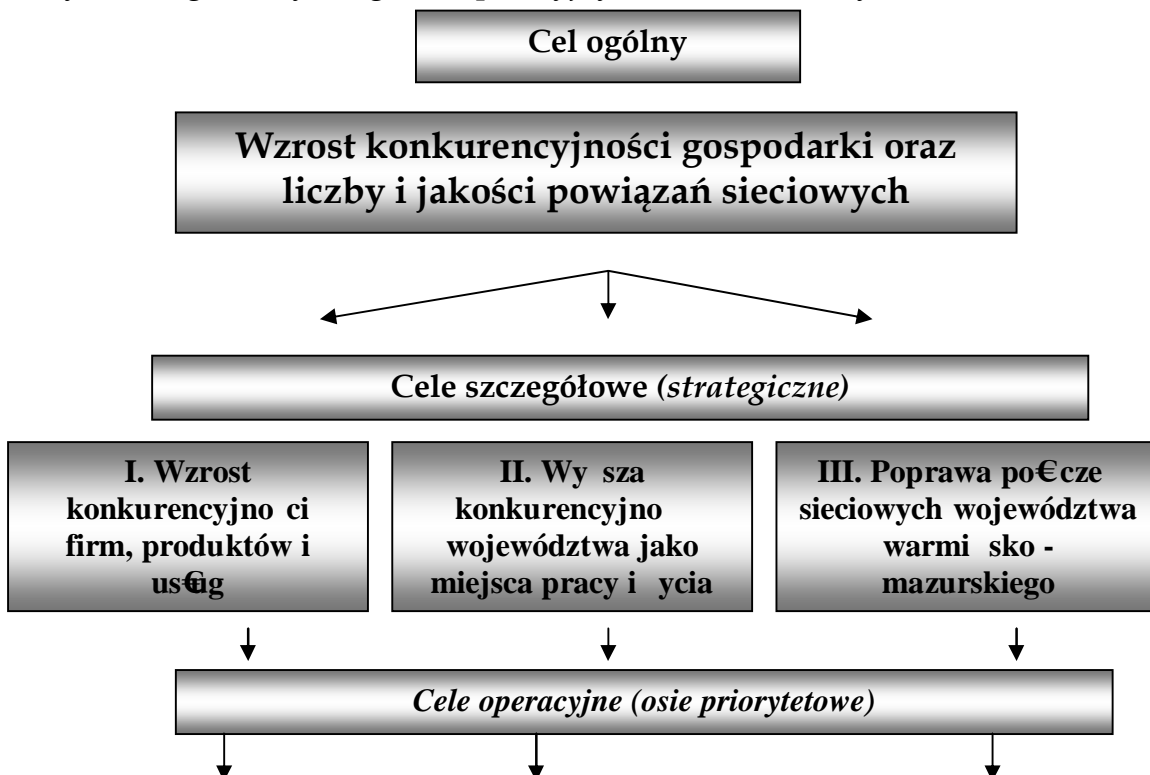 Cel ogólny
Wzrost konkurencyjności gospodarki oraz
liczby i jakości powiązań sieciowych
Cele szczegółowe (strategiczne)
I. Wzrost
konkurencyjno ci
firm, produktów i
us€ug
II. Wy sza
konkurencyjno
województwa jako
miejsca pracy i ycia
III. Poprawa po€cze
sieciowych województwa
warmi sko -
mazurskiego
Cele operacyjne (osie priorytetowe)